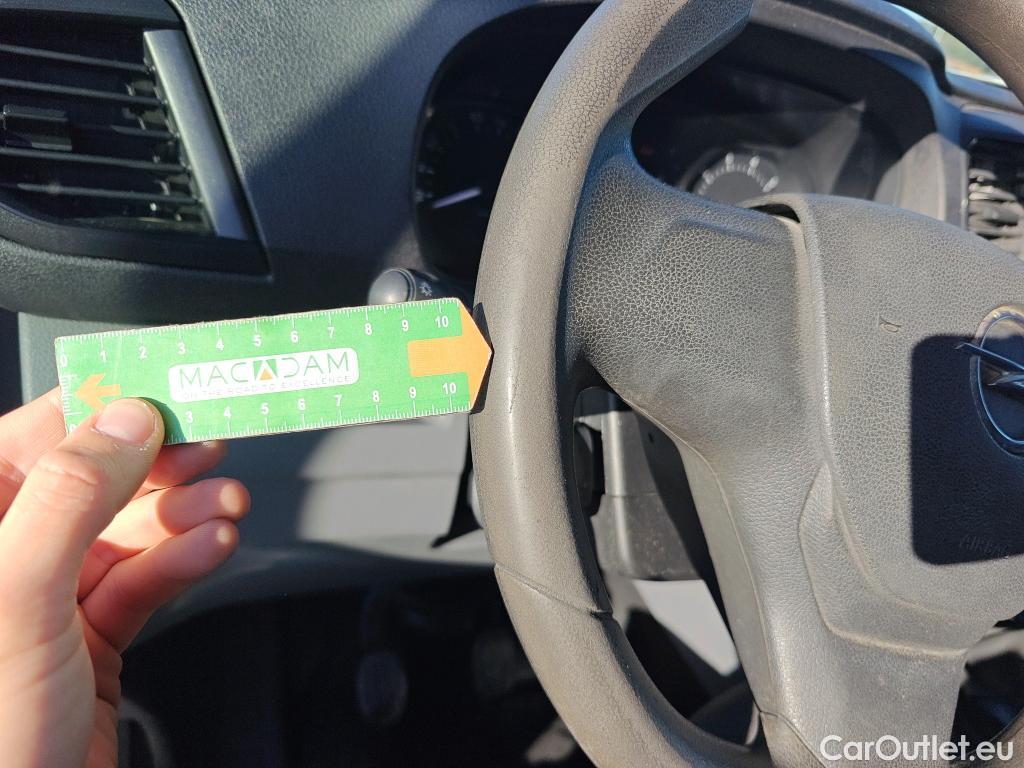 0 1 2 3 4 5 6 7 8 9 10
MACADAM
ON THE ROAD TO EXCELLENCE
3 4 5 6 7 8 9 10
AIRBAG
CarOutlet.eu